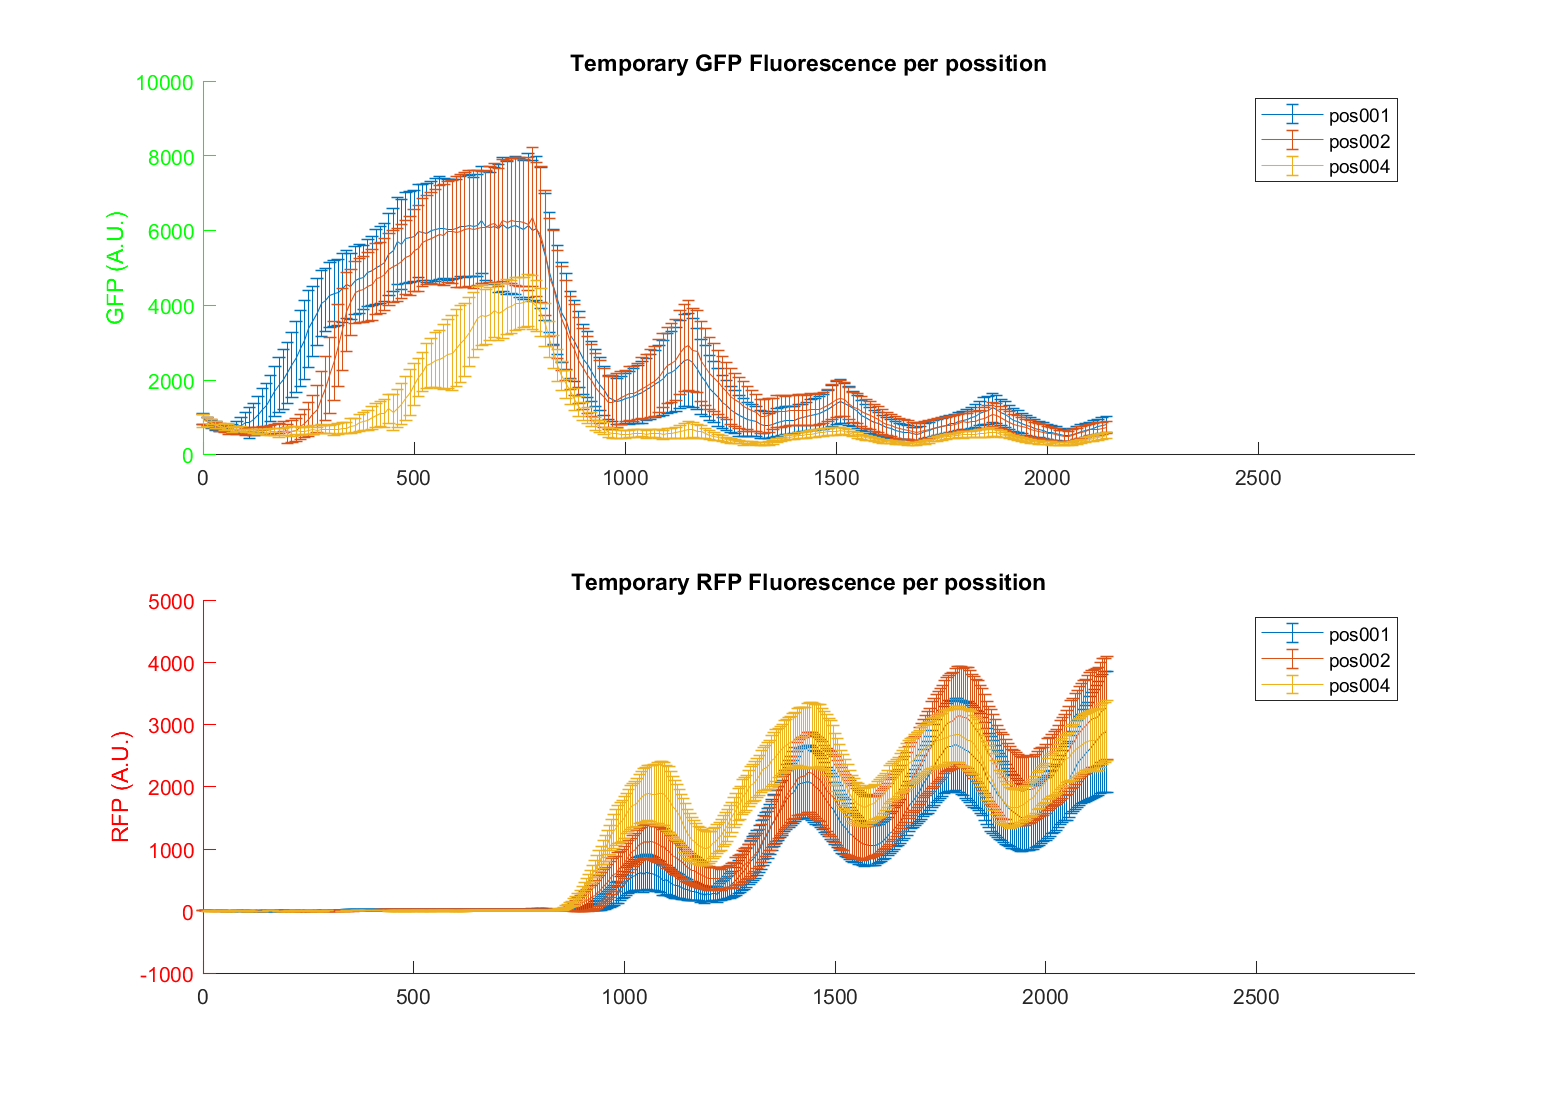 Temporary GFP Fluorescence per possition
10000
8000
6000
4000
2000
0
GFP (A.U.)
pos001
pos002
pos004
0 500 1000 1500 2000 2500
Temporary RFP Fluorescence per possition
5000
4000
3000
2000
1000
0
-1000
RFP (A.U.)
pos001
pos002
pos004
0 500 1000 1500 2000 2500